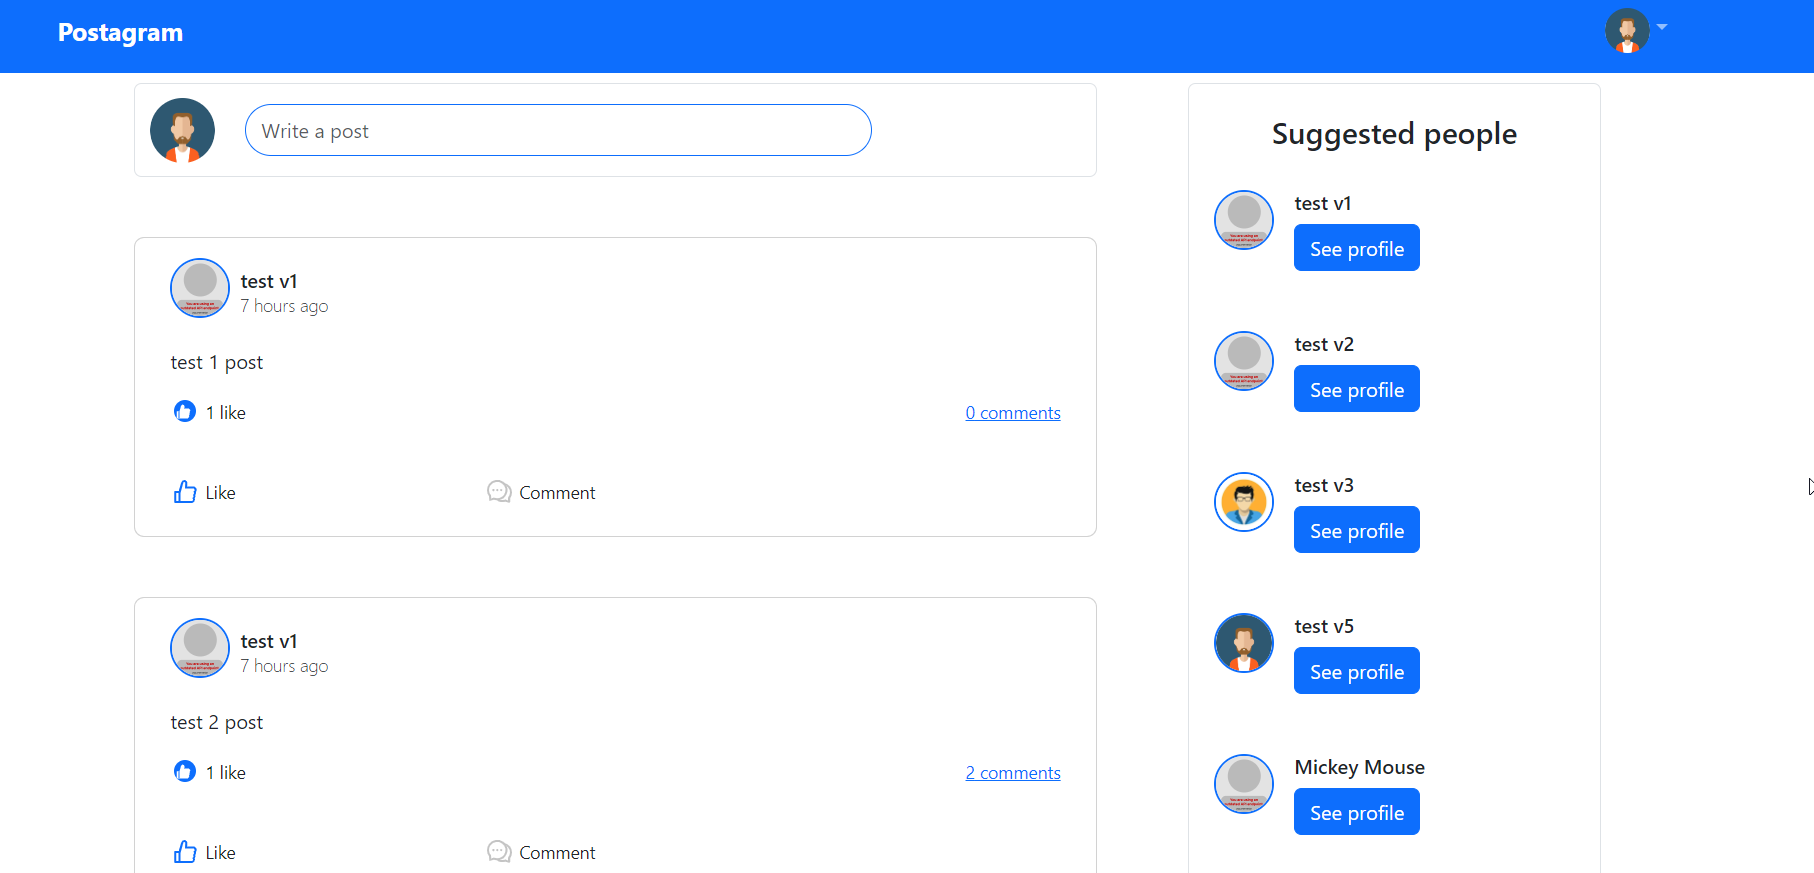 Postagram
Write a post
test v1
7 hours ago
test 1 post
1 like
0 comments
Like
Comment
test v1
7 hours ago
test 2 post
1 like
2 comments
Like
Comment
Suggested people
test v1
See profile
test v2
See profile
test v3
See profile
test v5
See profile
Mickey Mouse
See profile